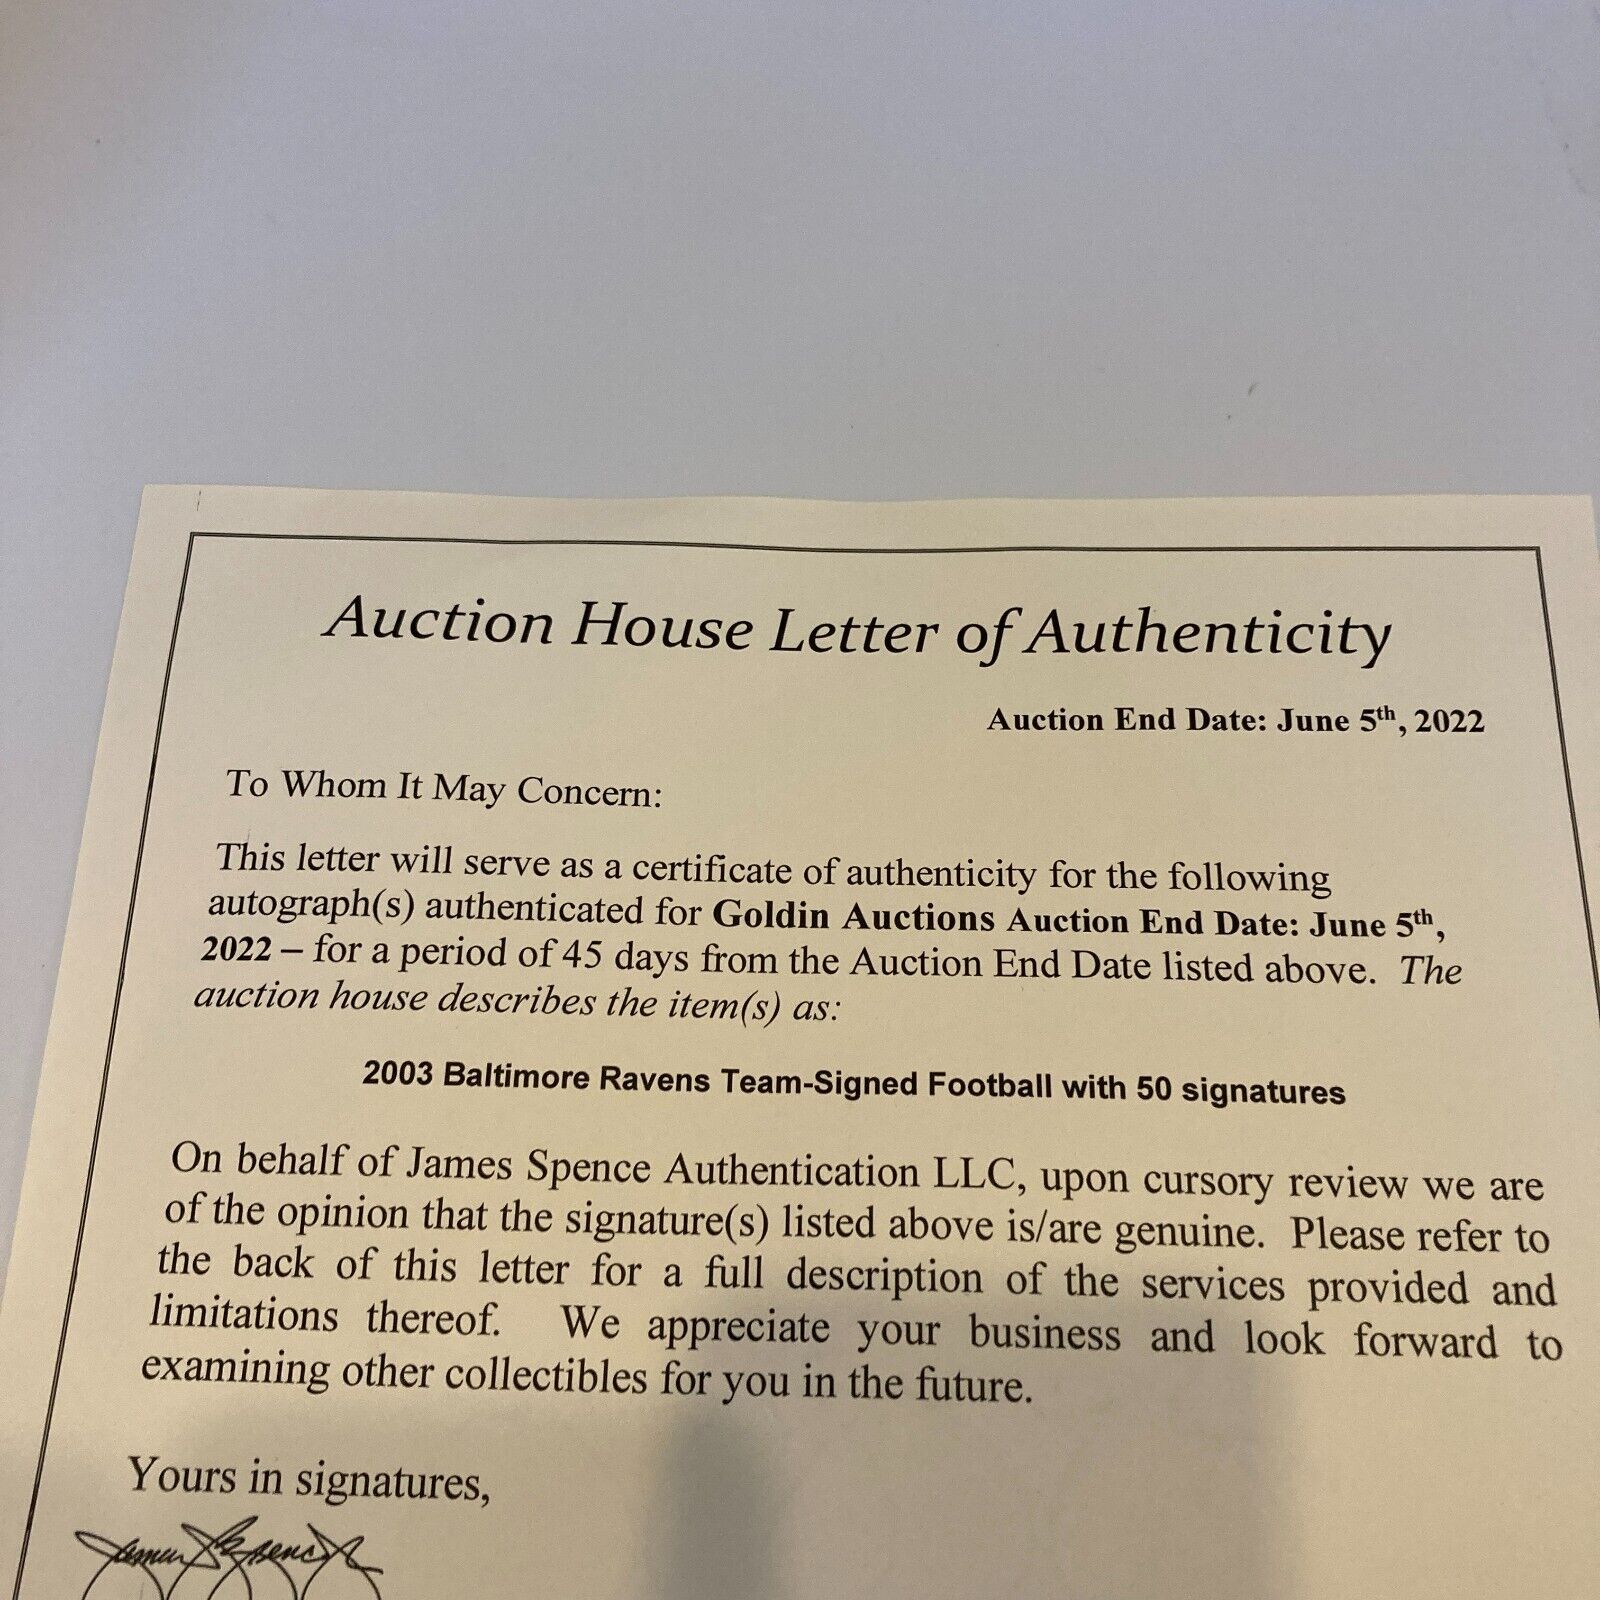 Auction House Letter of Authenticity
Auction End Date: June 5th, 2022
To Whom It May Concern:
This letter will serve as a certificate of authenticity for the following
autograph(s) authenticated for Goldin Auctions Auction End Date: June 5th,
2022 – for a period of 45 days from the Auction End Date listed above. The
auction house describes the item(s) as:
2003 Baltimore Ravens Team-Signed Football with 50 signatures
On behalf of James Spence Authentication LLC, upon cursory review we are
of the opinion that the signature(s) listed above is/are genuine. Please refer to
the back of this letter for a full description of the services provided and
limitations thereof. We appreciate your business and look forward to
examining other collectibles for you in the future.
Yours in signatures,
James Spence